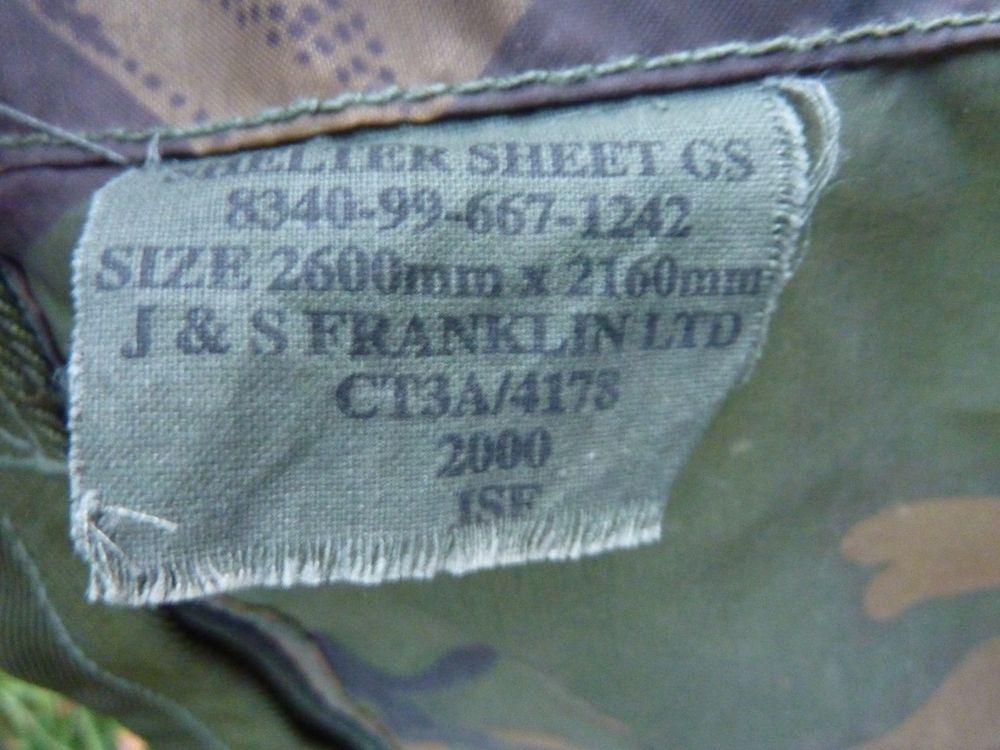 SHELTER SHEET GS
8340-99-667-1242
SIZE 2600mm x 2160mm
J & S FRANKLIN LTD
CT3A/4178
2000
JSF